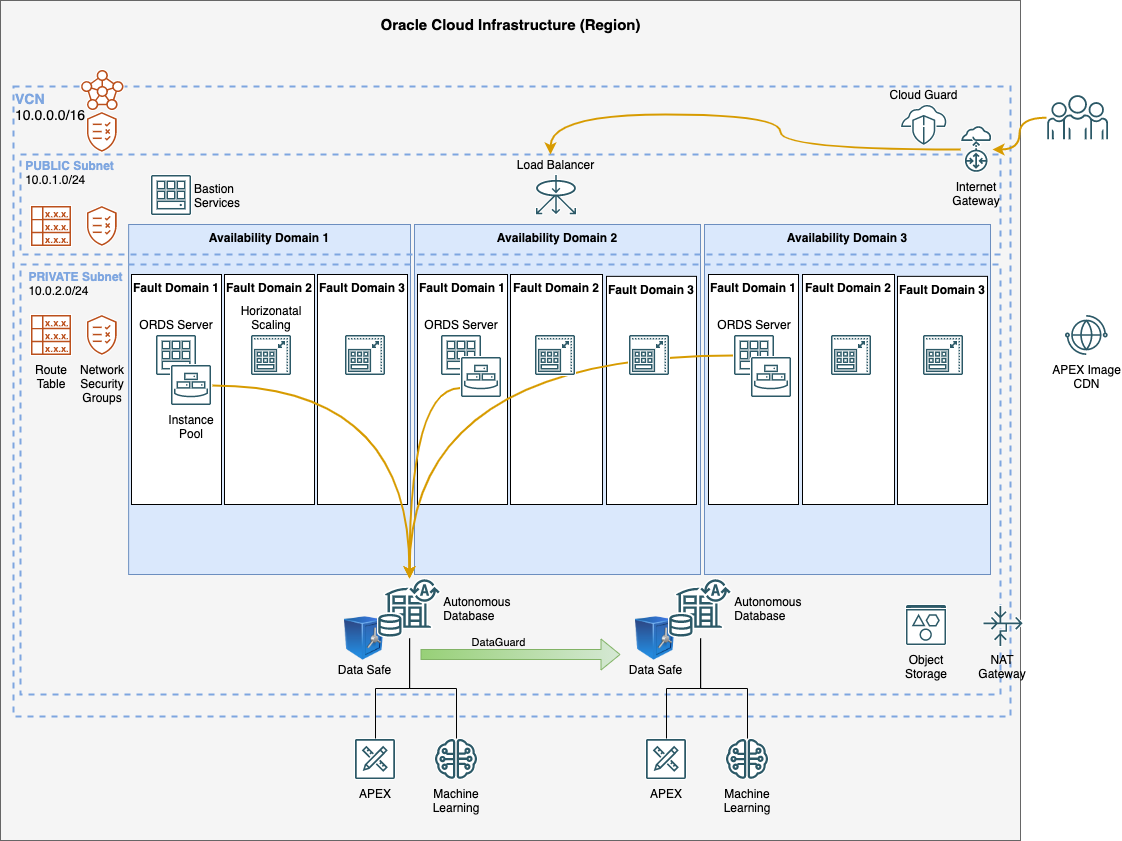 Oracle Cloud Infrastructure (Region)
VCN
10.0.0.0/16
Cloud Guard
Internet
Gateway
PUBLIC Subnet
10.0.1.0/24
Load Balancer
Bastion
Services
x.x.x.
x.x.x.
x.x.x.
Availability Domain 1
Availability Domain 2
Availability Domain 3
PRIVATE Subnet
10.0.2.0/24
Fault Domain 1
Fault Domain 2
Fault Domain 3
Fault Domain 1
Fault Domain 2
Fault Domain 3
Fault Domain 1
Fault Domain 2
Fault Domain 3
ORDS Server
Horizonatal
Scaling
ORDS Server
ORDS Server
x.x.x.
x.x.x.
x.x.x.
Route
Table
Network
Security
Groups
Instance
Pool
APEX Image
CDN
A
Autonomous
Database
A
Autonomous
Database
Data Safe
DataGuard
Data Safe
Object
Storage
NAT
Gateway
APEX
Machine
Learning
APEX
Machine
Learning